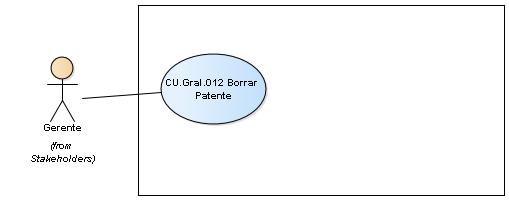 CU.Gral.012 Borrar
Patente
Gerente
(from
Stakeholders)